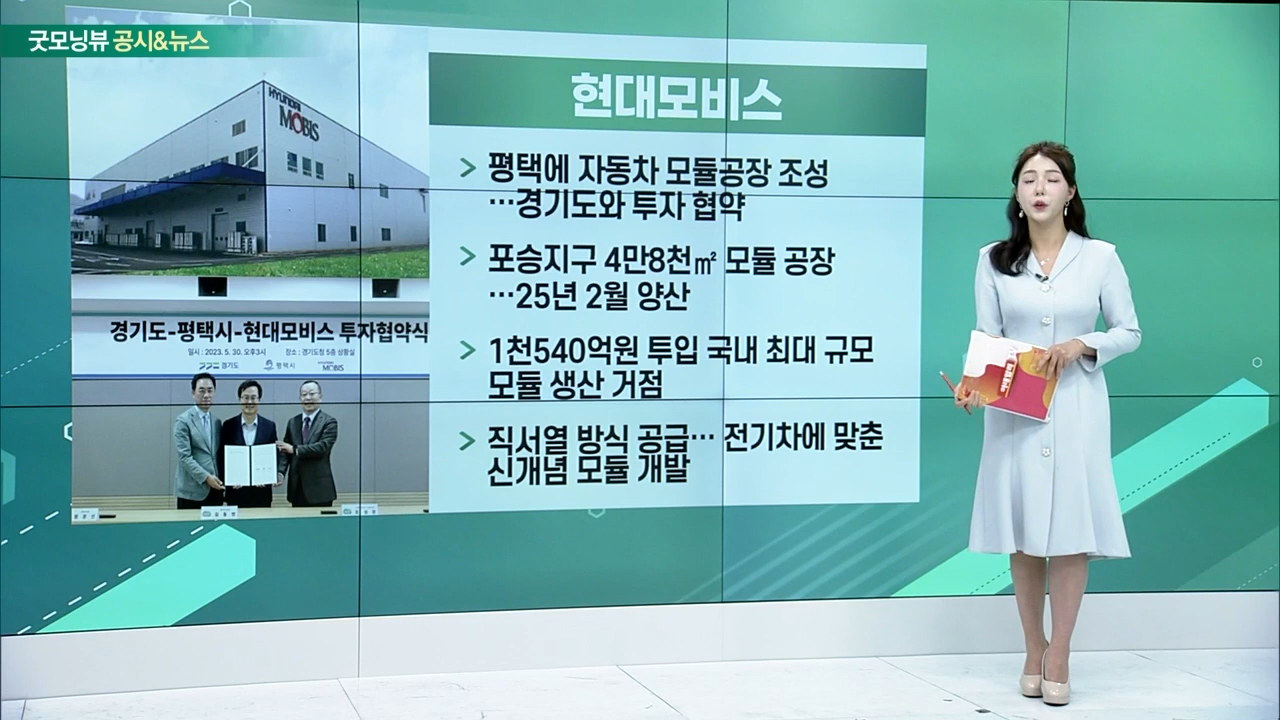 굿모닝뷰 공시&뉴스
HYUNDAI
MOBIS
경기도-평택시-현대모비스 투자협약식
일시 : 2023. 5. 30. 오후3시 장소 : 경기도청 5층 상황실
경기도 평택시 MOBIS
현대모비스
> 평택에 자동차 모듈공장 조성
…경기도와 투자 협약
> 포승지구 4만8천㎡ 모듈 공장
…25년 2월 양산
> 1천540억원 투입 국내 최대 규모
모듈 생산 거점
> 직서열 방식 공급… 전기차에 맞춘
신개념 모듈 개발